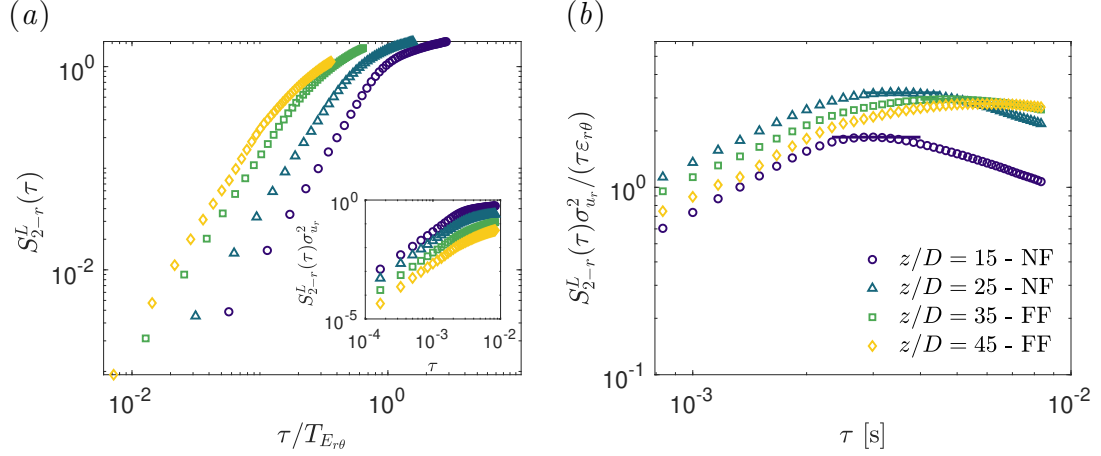 (a)
(b)
S^L_{2-r}(τ)
10^0
10^{-2}
10^{-2}
10^{-1}
10^0
τ/T_{E_{rθ}}
S^L_{2-r}(τ)σ^2_{u_r}
10^0
10^{-5}
10^{-4}
10^{-3}
10^{-2}
τ
S^L_{2-r}(τ)σ^2_{u_r}/(τε_{rθ})
10^0
10^{-1}
10^{-3}
10^{-2}
τ [s]
z/D = 15 - NF
z/D = 25 - NF
z/D = 35 - FF
z/D = 45 - FF